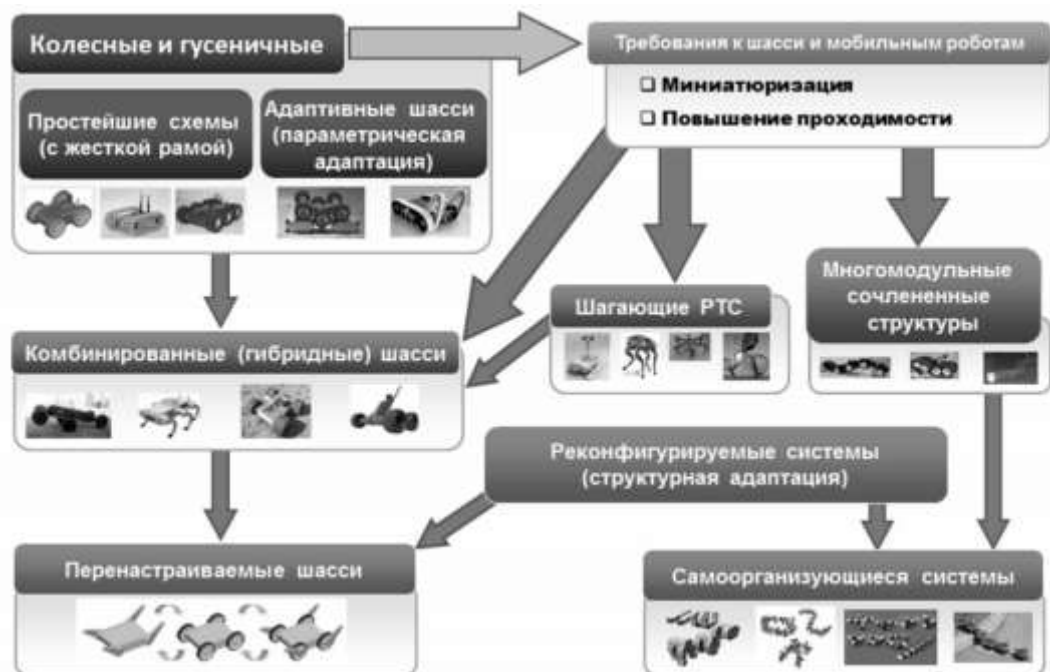 Колесные и гусеничные
Требования к шасси и мобильным роботам
❑ Миниатюризация
❑ Повышение проходимости
Простейшие схемы
(с жесткой рамой)
Адаптивные шасси
(параметрическая
адаптация)
Многомодульные
сочлененные
структуры
Шагающие РТС
Комбинированные (гибридные) шасси
Реконфигурируемые системы
(структурная адаптация)
Перенастраиваемые шасси
Самоорганизующиеся системы